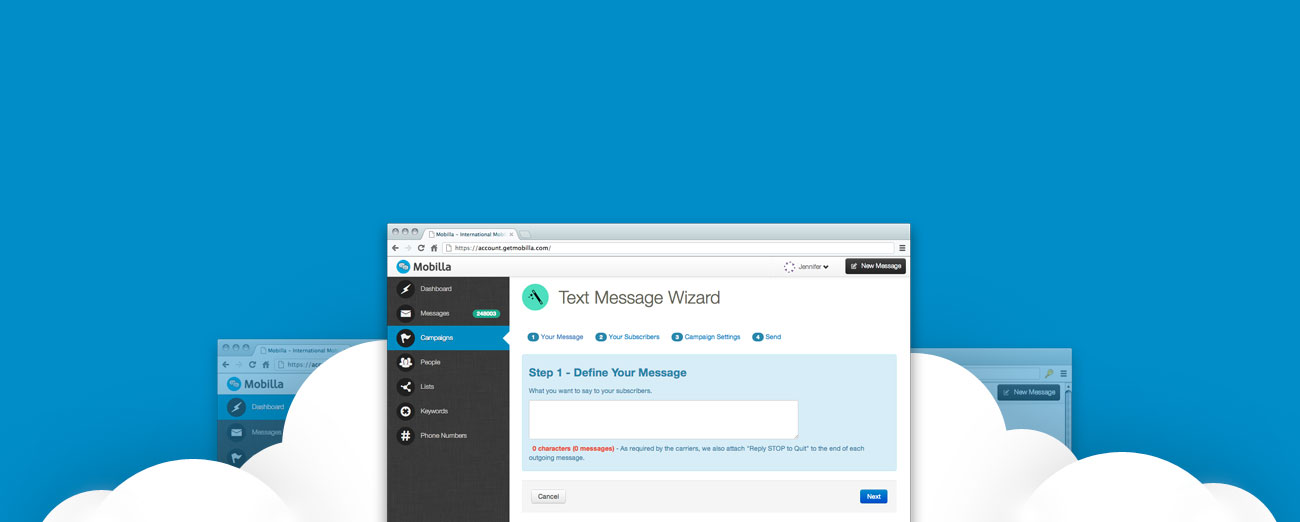 Mobilla - International Mobi
https://account.getmobilla.com/
Mobilla
Jennifer
New Message
Dashboard
Messages
248003
Campaigns
People
Lists
Keywords
Phone Numbers
Text Message Wizard
1 Your Message
2 Your Subscribers
3 Campaign Settings
4 Send
Step 1 - Define Your Message
What you want to say to your subscribers.
0 characters (0 messages) - As required by the carriers, we also attach "Reply STOP to Quit" to the end of each
outgoing message.
Cancel
Next
Mobilla - International Mobi
https://acc
Mobilla
Dashboard
Messages
New Message